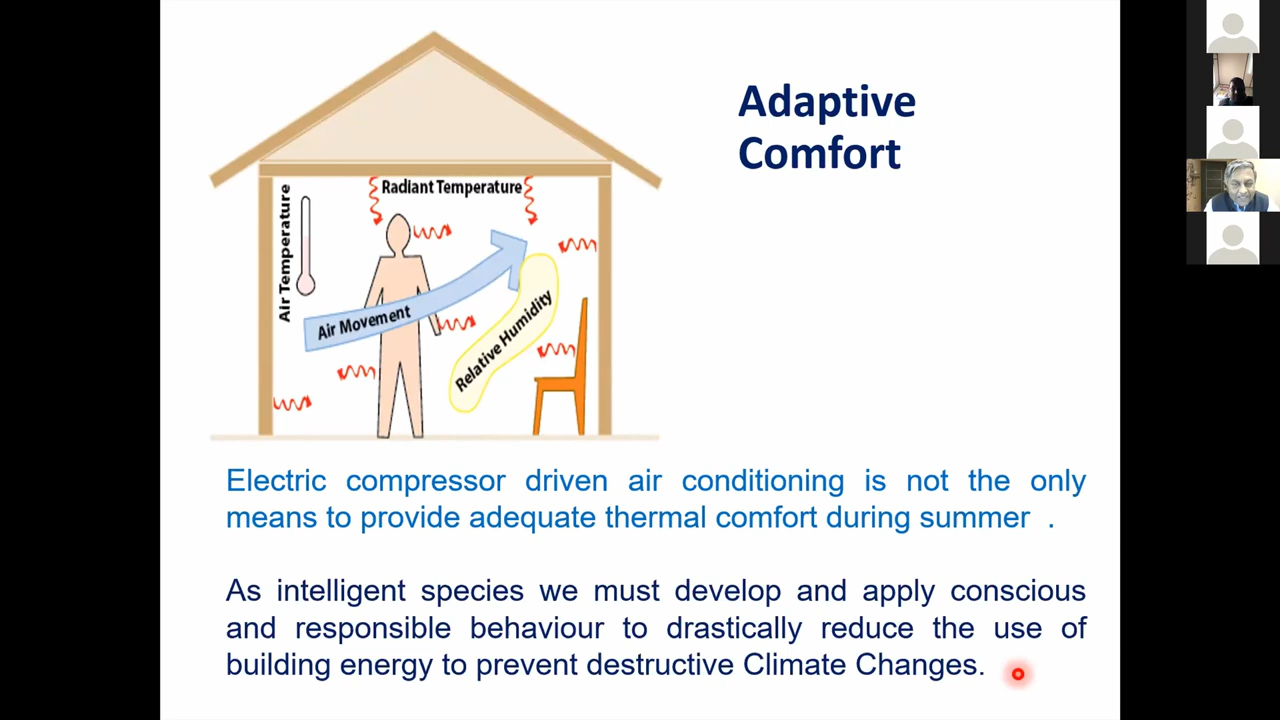 Adaptive
Comfort
Radiant Temperature
Air Temperature
Air Movement
Relative Humidity
Electric compressor driven air conditioning is not the only
means to provide adequate thermal comfort during summer .
As intelligent species we must develop and apply conscious
and responsible behaviour to drastically reduce the use of
building energy to prevent destructive Climate Changes.